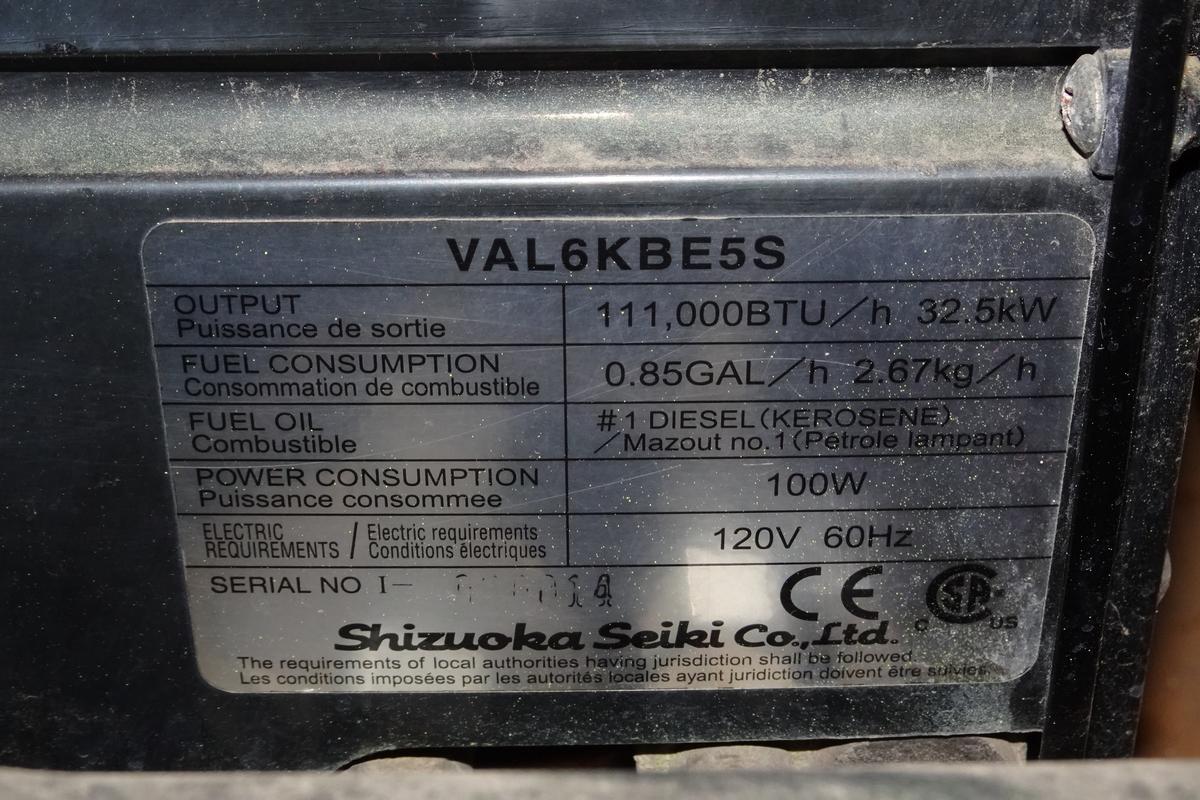 VAL6KBE5S
OUTPUT
Puissance de sortie
111,000BTU/h 32.5kW
FUEL CONSUMPTION
Consommation de combustible
0.85GAL/h 2.67kg/h
FUEL OIL
Combustible
#1 DIESEL(KEROSENE)
/Mazout no.1(Pétrole lampant)
POWER CONSUMPTION
Puissance consommee
100W
ELECTRIC REQUIREMENTS / Electric requirements
Conditions électriques
120V 60Hz
SERIAL NO I-
CE
C SP US
Shizuoka Seiki Co.,Ltd.
The requirements of local authorities having jurisdiction shall be followed.
Les conditions imposées par les autorités locales ayant juridiction doivent être suivies.